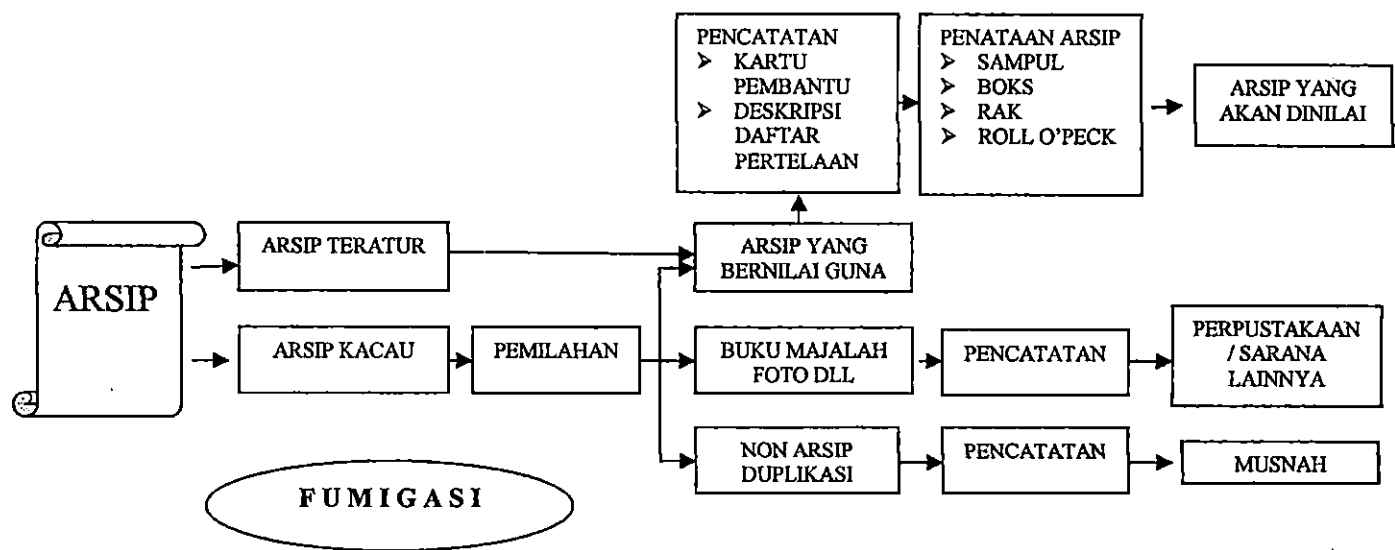 PENCATATAN
➤ KARTU
PEMBANTU
➤ DESKRIPSI
DAFTAR
PERTELAAN
PENATAAN ARSIP
➤ SAMPUL
➤ BOKS
➤ RAK
➤ ROLL O'PECK
ARSIP YANG
AKAN DINILAI
ARSIP
ARSIP TERATUR
ARSIP YANG
BERNILAI GUNA
ARSIP KACAU
PEMILAHAN
BUKU MAJALAH
FOTO DLL
PENCATATAN
PERPUSTAKAAN
/ SARANA
LAINNYA
NON ARSIP
DUPLIKASI
PENCATATAN
MUSNAH
FUMIGASI